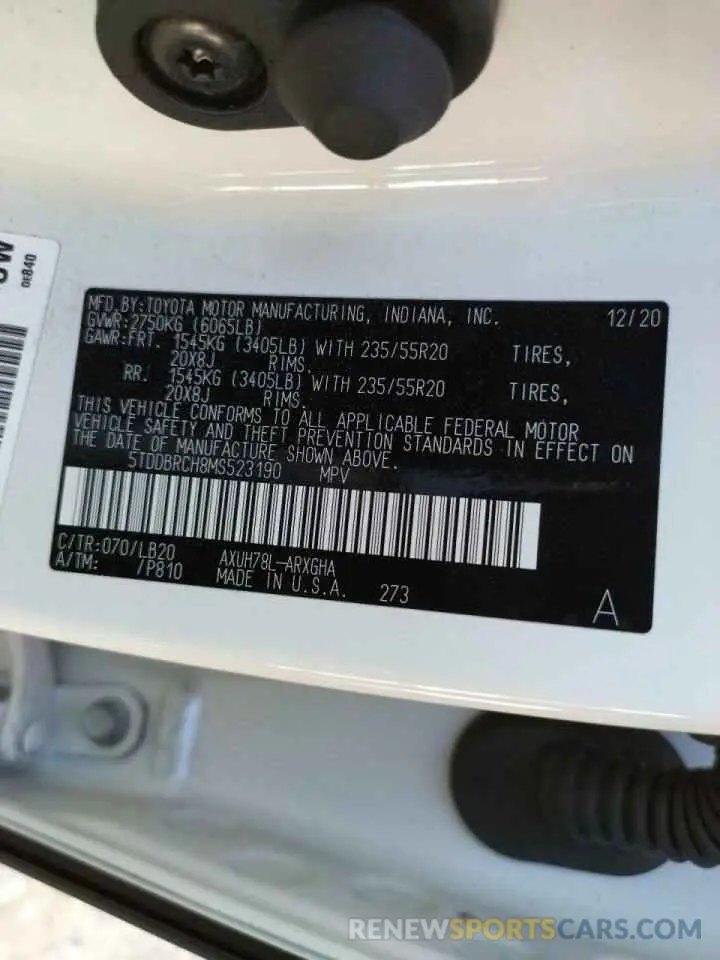 0E840
MFD.BY:TOYOTA MOTOR MANUFACTURING, INDIANA, INC. 12/20
GVWR:2750KG (6065LB)
GAWR:FRT. 1545KG (3405LB) WITH 235/55R20 TIRES,
20X8J RIMS.
RR. 1545KG (3405LB) WITH 235/55R20 TIRES,
20X8J RIMS.
THIS VEHICLE CONFORMS TO ALL APPLICABLE FEDERAL MOTOR
VEHICLE SAFETY AND THEFT PREVENTION STANDARDS IN EFFECT ON
THE DATE OF MANUFACTURE SHOWN ABOVE.
5TDDBRCH8MS523190 MPV
C/TR:070/LB20 AXUH78L-ARXGHA
A/TM: /P810 MADE IN U.S.A. 273 A
RENEWSPORTSCARS.COM